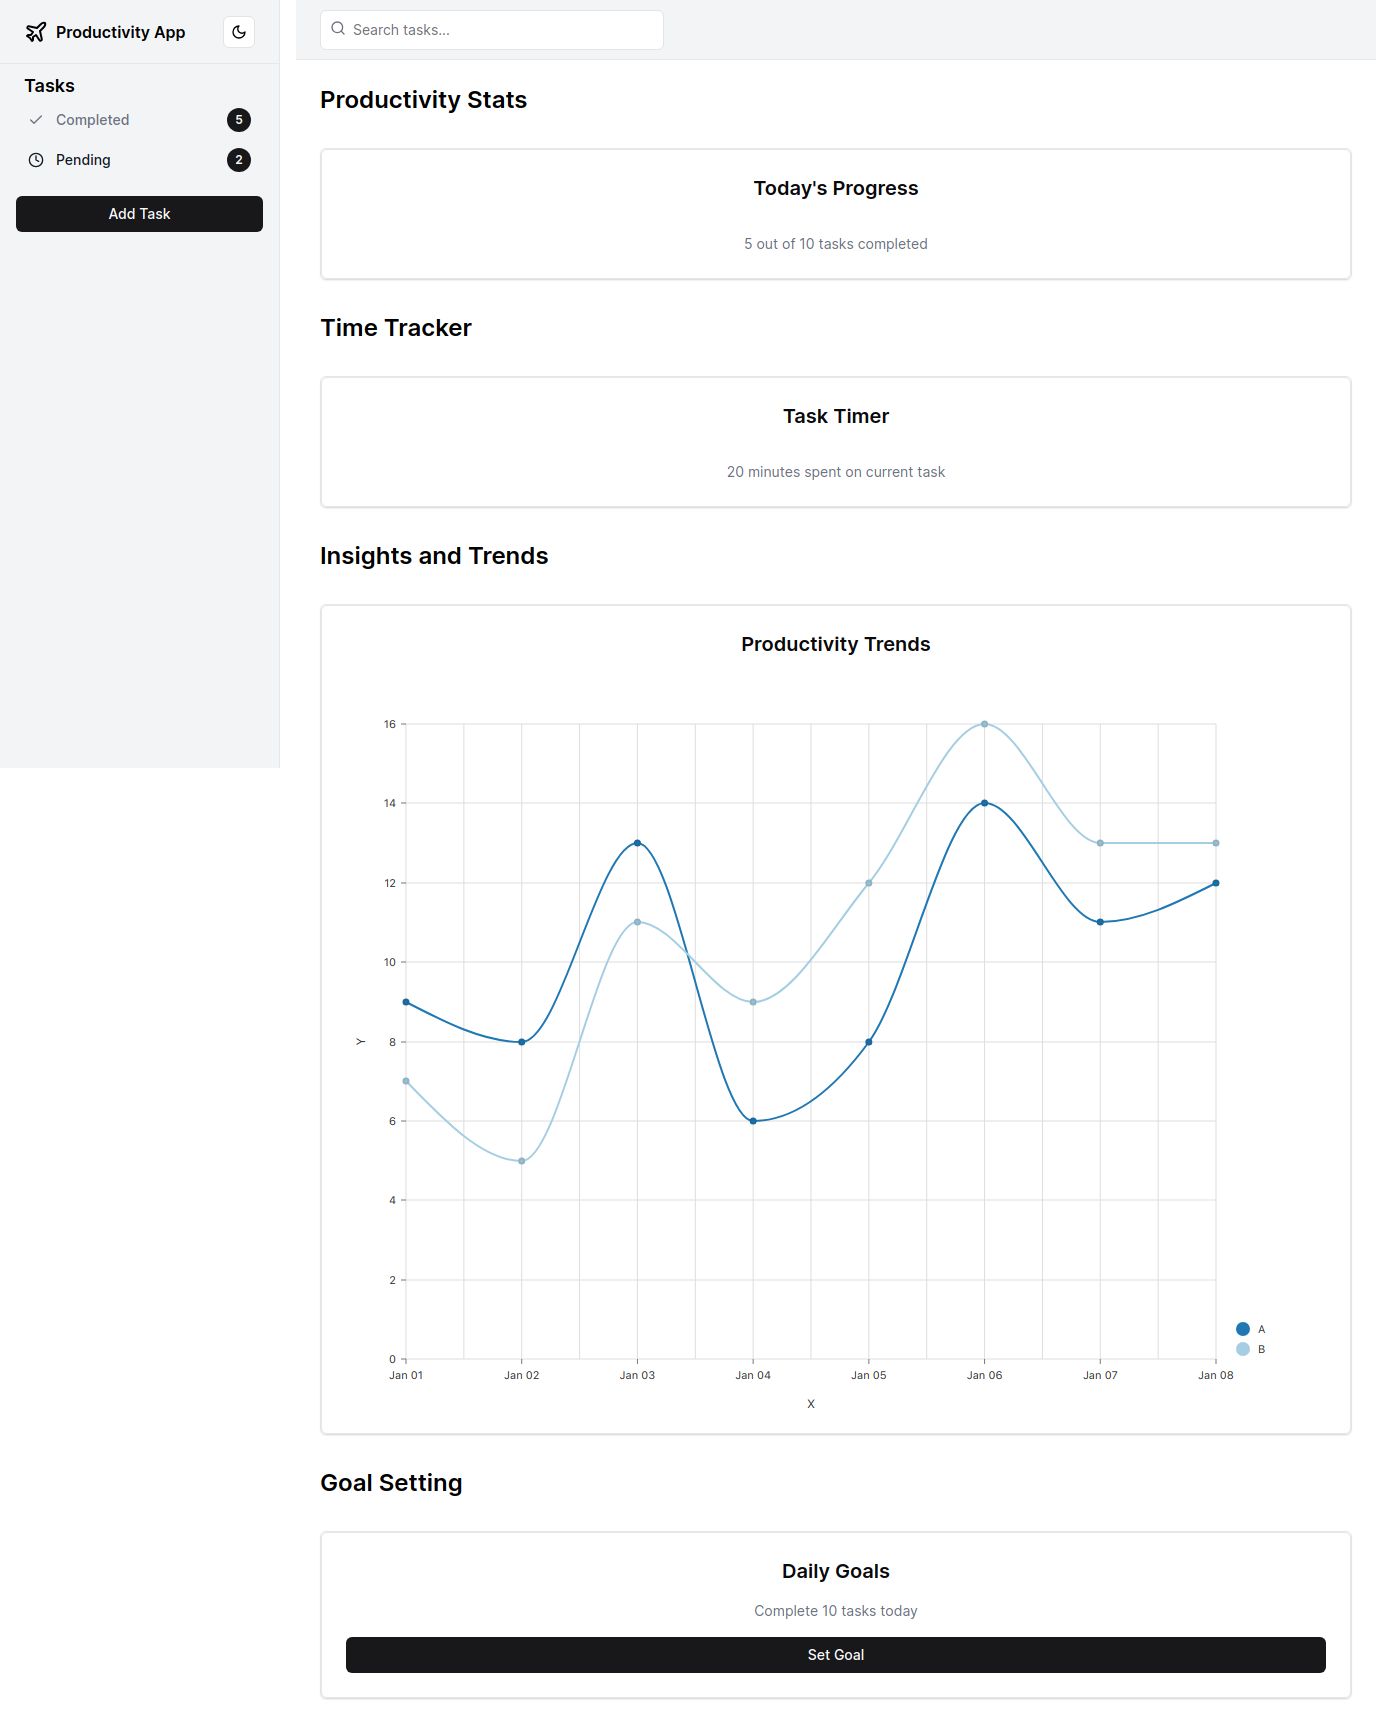 Productivity App
Tasks
Completed 5
Pending 2
Add Task
Search tasks...
Productivity Stats
Today's Progress
5 out of 10 tasks completed
Time Tracker
Task Timer
20 minutes spent on current task
Insights and Trends
Productivity Trends
16
14
12
10
8
6
4
2
0
Y
Jan 01 Jan 02 Jan 03 Jan 04 Jan 05 Jan 06 Jan 07 Jan 08
X
A
B
Goal Setting
Daily Goals
Complete 10 tasks today
Set Goal